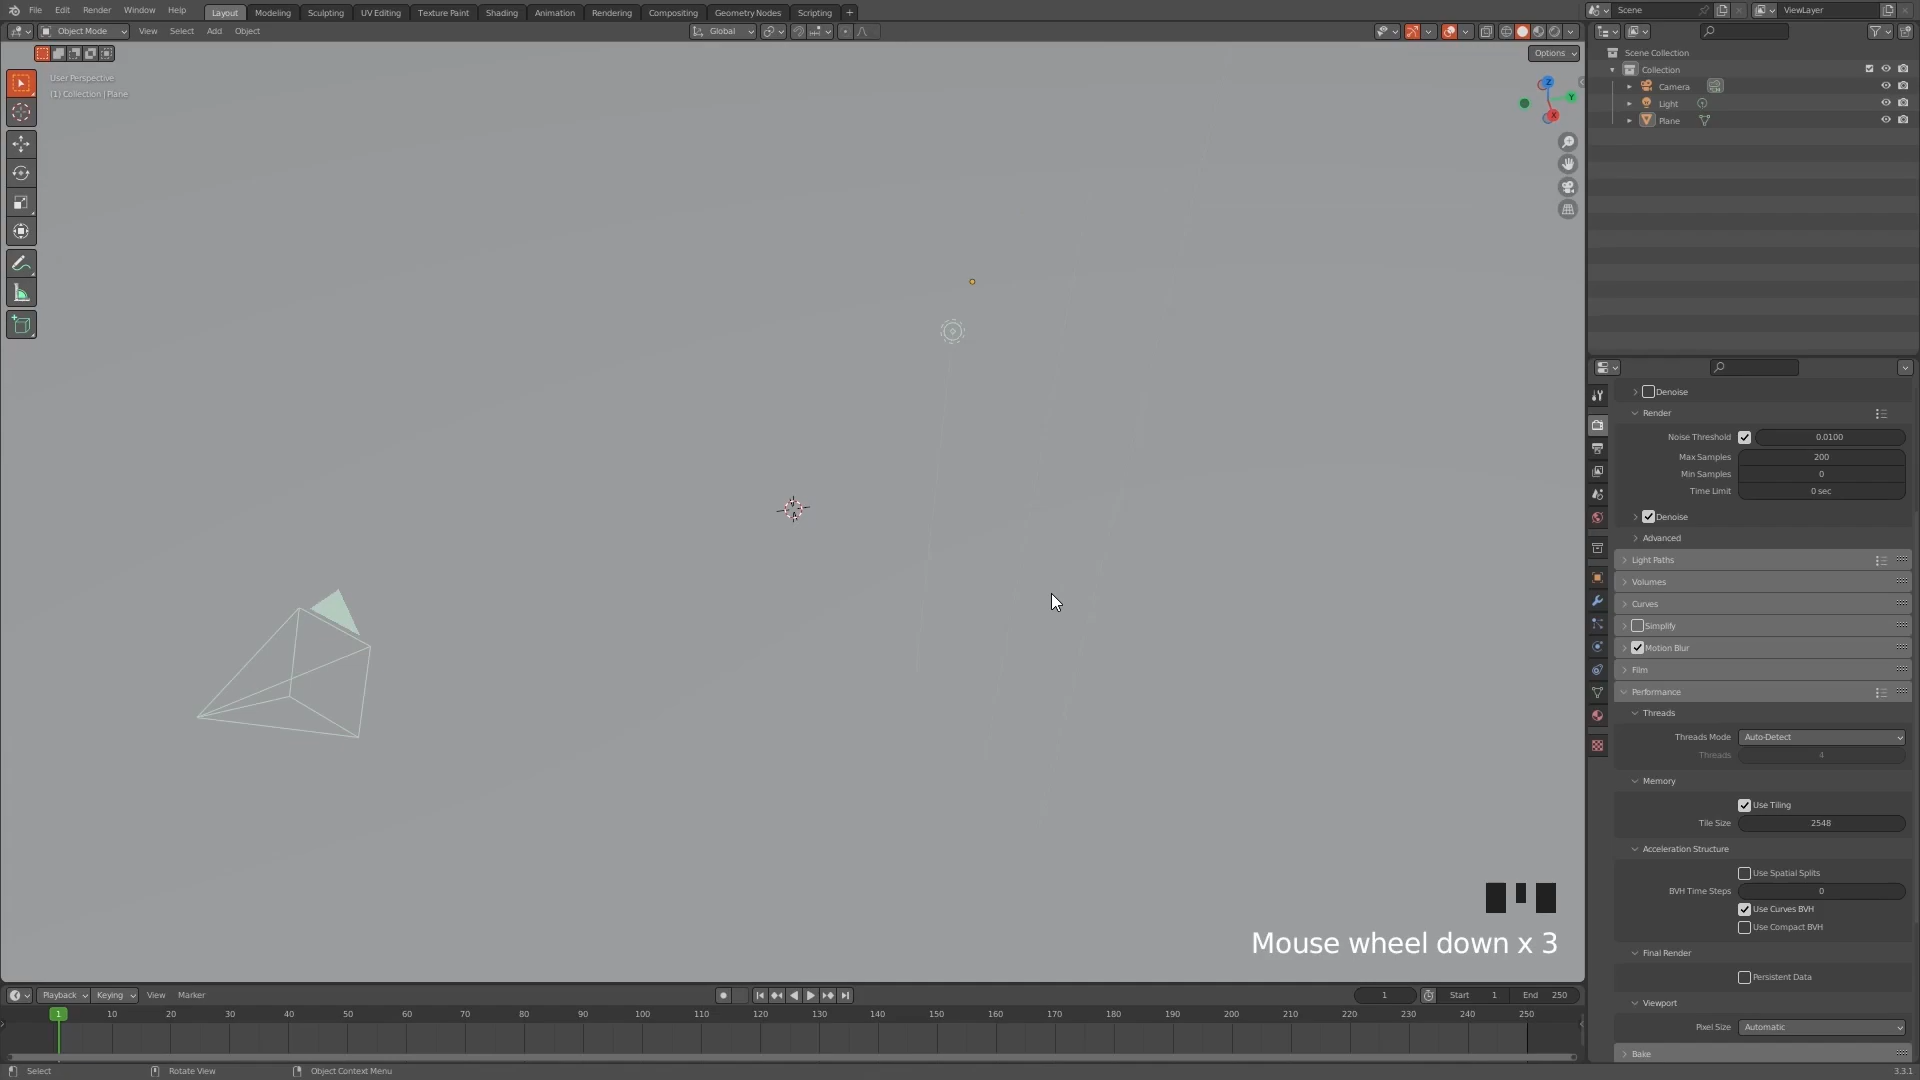 File Edit Render Window Help
Layout Modeling Sculpting UV Editing Texture Paint Shading Animation Rendering Compositing Geometry Nodes Scripting +
Scene
ViewLayer
Object Mode View Select Add Object
Global
Options
User Perspective
(1) Collection | Plane
Z
Y
X
Scene Collection
Collection
Camera
Light
Plane
Denoise
Render
Noise Threshold 0.0100
Max Samples 200
Min Samples 0
Time Limit 0 sec
Denoise
Advanced
Light Paths
Volumes
Curves
Simplify
Motion Blur
Film
Performance
Threads
Threads Mode Auto-Detect
Threads 4
Memory
Use Tiling
Tile Size 2548
Acceleration Structure
Use Spatial Splits
BVH Time Steps 0
Use Curves BVH
Use Compact BVH
Final Render
Persistent Data
Viewport
Pixel Size Automatic
Bake
Mouse wheel down x 3
Playback Keying View Marker
1 Start 1 End 250
1 10 20 30 40 50 60 70 80 90 100 110 120 130 140 150 160 170 180 190 200 210 220 230 240 250
Select Rotate View Object Context Menu
3.3.1